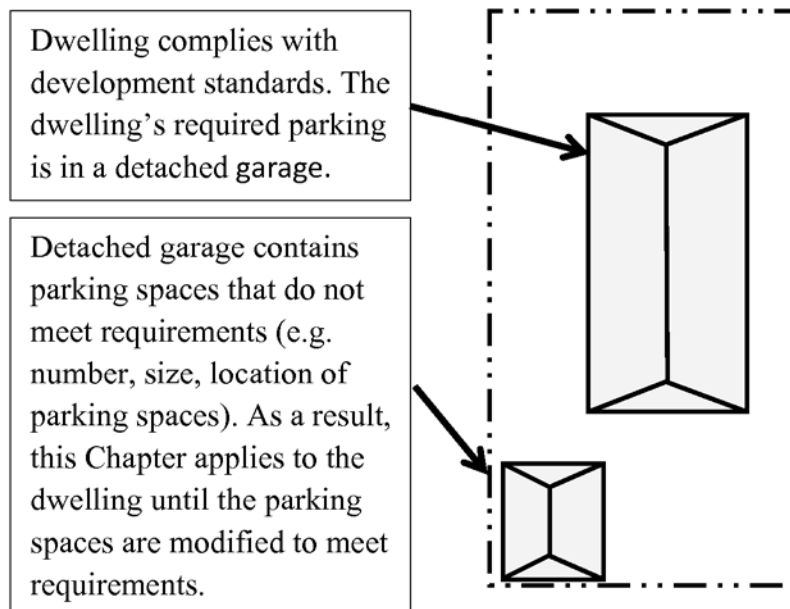 Dwelling complies with
development standards. The
dwelling’s required parking
is in a detached garage.
Detached garage contains
parking spaces that do not
meet requirements (e.g.
number, size, location of
parking spaces). As a result,
this Chapter applies to the
dwelling until the parking
spaces are modified to meet
requirements.